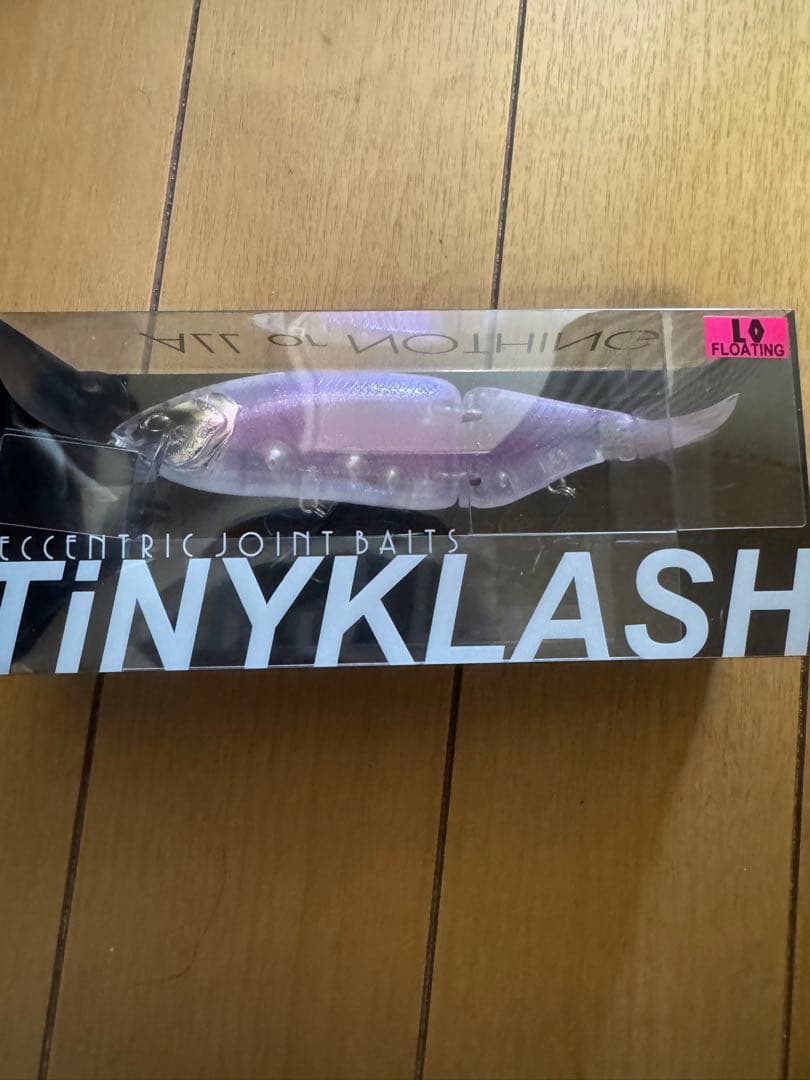 ALL or NOTHING
LO
FLOATING
ECCENTRIC JOINT BAITS
TiNYKLASH